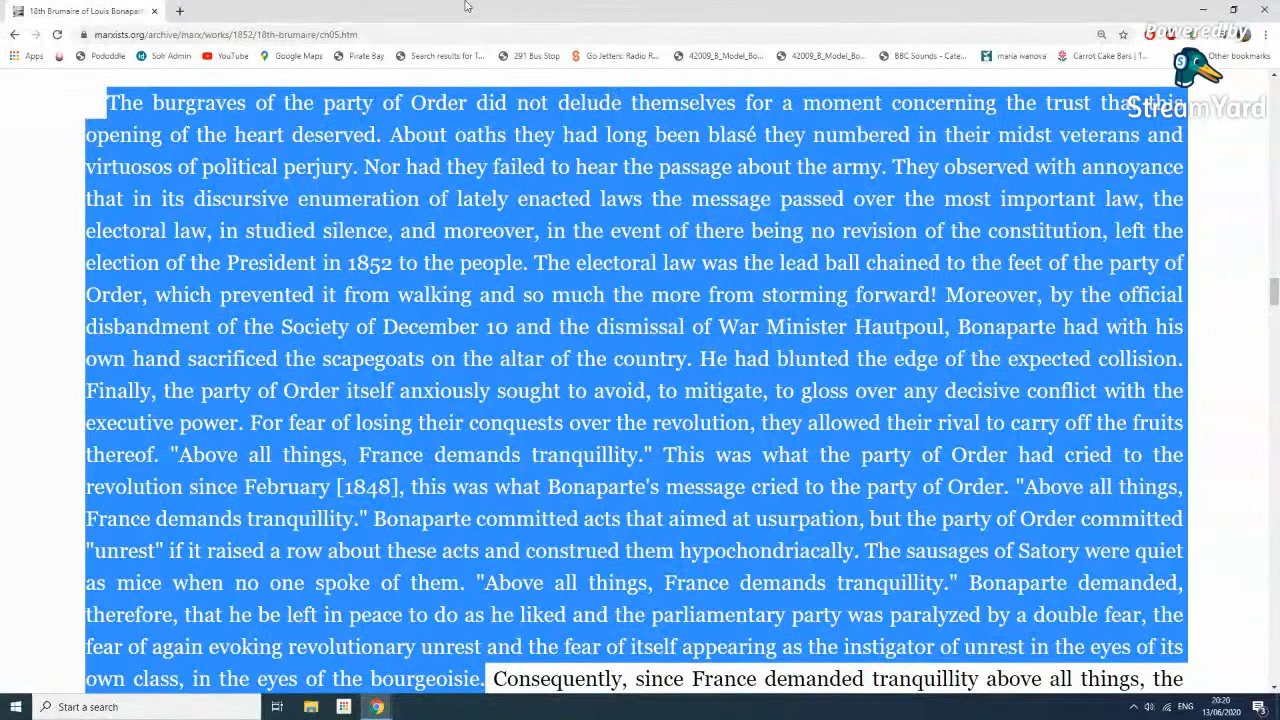 18th Brumaire of Louis Bonapar
marxists.org/archive/marx/works/1852/18th-brumaire/ch05.htm
Powered by
Apps Pododdle Solr Admin YouTube Google Maps Pirate Bay Search results for T... 291 Bus Stop Go Jetters: Radio R... 42009_B_Model_Bo... 42009_B_Model_Bo... BBC Sounds - Cate... maria ivanova Carrot Cake Bars | T... Other bookmarks
StreamYard
The burgraves of the party of Order did not delude themselves for a moment concerning the trust that this
opening of the heart deserved. About oaths they had long been blasé they numbered in their midst veterans and
virtuosos of political perjury. Nor had they failed to hear the passage about the army. They observed with annoyance
that in its discursive enumeration of lately enacted laws the message passed over the most important law, the
electoral law, in studied silence, and moreover, in the event of there being no revision of the constitution, left the
election of the President in 1852 to the people. The electoral law was the lead ball chained to the feet of the party of
Order, which prevented it from walking and so much the more from storming forward! Moreover, by the official
disbandment of the Society of December 10 and the dismissal of War Minister Hautpoul, Bonaparte had with his
own hand sacrificed the scapegoats on the altar of the country. He had blunted the edge of the expected collision.
Finally, the party of Order itself anxiously sought to avoid, to mitigate, to gloss over any decisive conflict with the
executive power. For fear of losing their conquests over the revolution, they allowed their rival to carry off the fruits
thereof. "Above all things, France demands tranquillity." This was what the party of Order had cried to the
revolution since February [1848], this was what Bonaparte's message cried to the party of Order. "Above all things,
France demands tranquillity." Bonaparte committed acts that aimed at usurpation, but the party of Order committed
"unrest" if it raised a row about these acts and construed them hypochondriacally. The sausages of Satory were quiet
as mice when no one spoke of them. "Above all things, France demands tranquillity." Bonaparte demanded,
therefore, that he be left in peace to do as he liked and the parliamentary party was paralyzed by a double fear, the
fear of again evoking revolutionary unrest and the fear of itself appearing as the instigator of unrest in the eyes of its
own class, in the eyes of the bourgeoisie. Consequently, since France demanded tranquillity above all things, the
Start a search
ENG
20:20
13/06/2020
3